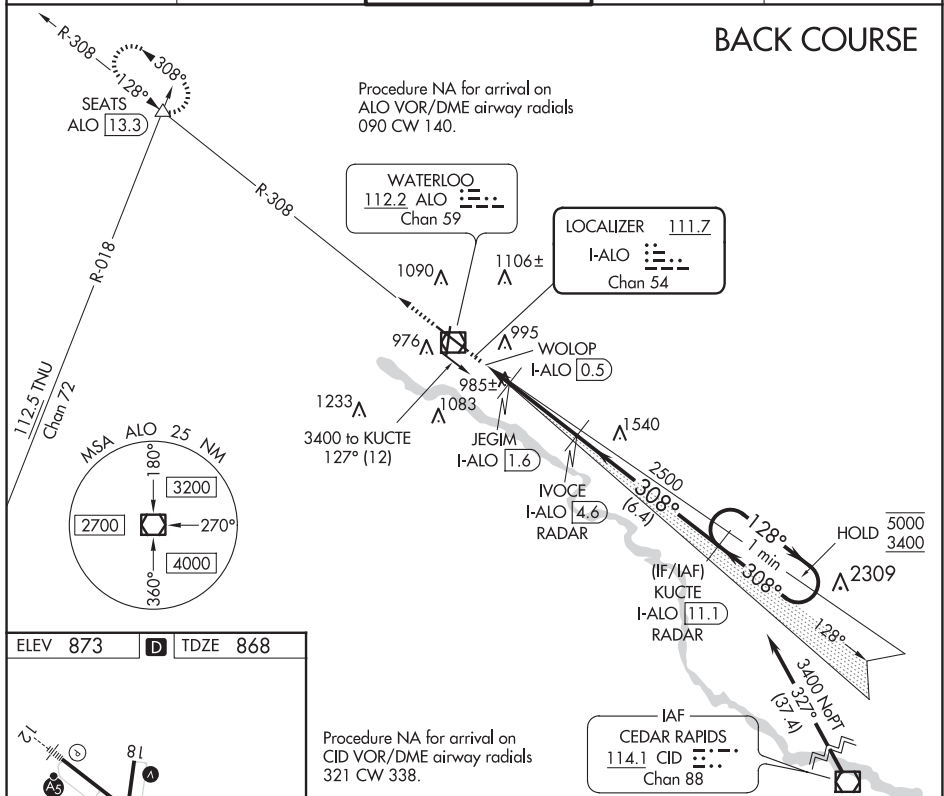 BACK COURSE
R-308
308°
128°
SEATS
ALO 13.3
Procedure NA for arrival on
ALO VOR/DME airway radials
090 CW 140.
R-308
WATERLOO
112.2 ALO
Chan 59
LOCALIZER 111.7
I-ALO
Chan 54
R-018
112.5 TNU
Chan 72
1090
1106±
976
995
WOLOP
I-ALO 0.5
985±
1233
1083
3400 to KUCTE
127° (12)
JEGIM
I-ALO 1.6
1540
IVOCE
I-ALO 4.6
RADAR
2500
308°
(6.4)
128°
1 min
308°
HOLD 5000
3400
2309
(IF/IAF)
KUCTE
I-ALO 11.1
RADAR
128°
MSA ALO 25 NM
180°
3200
2700
270°
4000
360°
3400 NoPT
327°
(37.4)
ELEV 873 D TDZE 868
12
P
18
V
A5
Procedure NA for arrival on
CID VOR/DME airway radials
321 CW 338.
IAF
CEDAR RAPIDS
114.1 CID
Chan 88